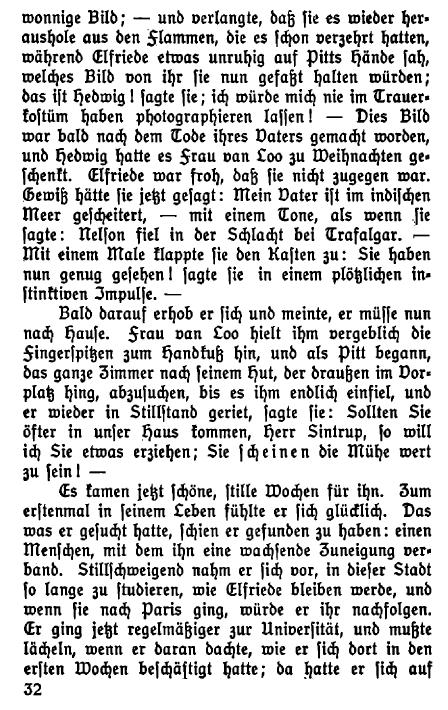 wonnige Bild; — und verlangte, daß sie es wieder her-
aushole aus den Flammen, die es schon verzehrt hatten,
während Elfriede etwas unruhig auf Pitts Hände sah,
welches Bild von ihr sie nun gefaßt halten würden;
das ist Hedwig! sagte sie; ich würde mich nie im Trauer-
kostüm haben photographieren lassen! — Dies Bild
war bald nach dem Tode ihres Vaters gemacht worden,
und Hedwig hatte es Frau van Loo zu Weihnachten ge-
schenkt. Elfriede war froh, daß sie nicht zugegen war.
Gewiß hätte sie jetzt gesagt: Mein Vater ist im indischen
Meer gescheitert, — mit einem Tone, als wenn sie
sagte: Nelson fiel in der Schlacht bei Trafalgar. —
Mit einem Male klappte sie den Kasten zu: Sie haben
nun genug gesehen! sagte sie in einem plötzlichen in-
stinktiven Impulse. —
Bald darauf erhob er sich und meinte, er müsse nun
nach Hause. Frau van Loo hielt ihm vergeblich die
Fingerspitzen zum Handkuß hin, und als Pitt begann,
das ganze Zimmer nach seinem Hut, der draußen im Vor-
platz hing, abzusuchen, bis es ihm endlich einfiel, und
er wieder in Stillstand geriet, sagte sie: Sollten Sie
öfter in unser Haus kommen, Herr Sintrup, so will
ich Sie etwas erziehen; Sie scheinen die Mühe wert
zu sein! —
Es kamen jetzt schöne, stille Wochen für ihn. Zum
erstenmal in seinem Leben fühlte er sich glücklich. Das
was er gesucht hatte, schien er gefunden zu haben: einen
Menschen, mit dem ihn eine wachsende Zuneigung ver-
band. Stillschweigend nahm er sich vor, in dieser Stadt
so lange zu studieren, wie Elfriede bleiben werde, und
wenn sie nach Paris ging, würde er ihr nachfolgen.
Er ging jetzt regelmäßiger zur Universität, und mußte
lächeln, wenn er daran dachte, wie er sich dort in den
ersten Wochen beschäftigt hatte; da hatte er sich auf
32